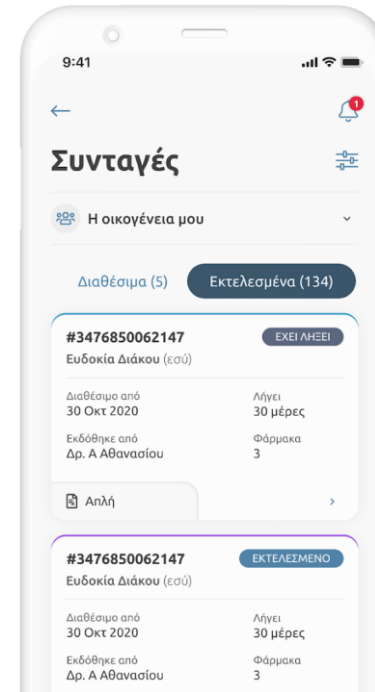 9:41
1
Συνταγές
Η οικογένεια μου
Διαθέσιμα (5) Εκτελεσμένα (134)
#3476850062147 ΕΧΕΙ ΛΗΞΕΙ
Ευδοκία Διάκου (εσύ)
Διαθέσιμο από Λήγει
30 Οκτ 2020 30 μέρες
Εκδόθηκε από Φάρμακα
Δρ. Α Αθανασίου 3
Απλή
#3476850062147 ΕΚΤΕΛΕΣΜΕΝΟ
Ευδοκία Διάκου (εσύ)
Διαθέσιμο από Λήγει
30 Οκτ 2020 30 μέρες
Εκδόθηκε από Φάρμακα
Δρ. Α Αθανασίου 3